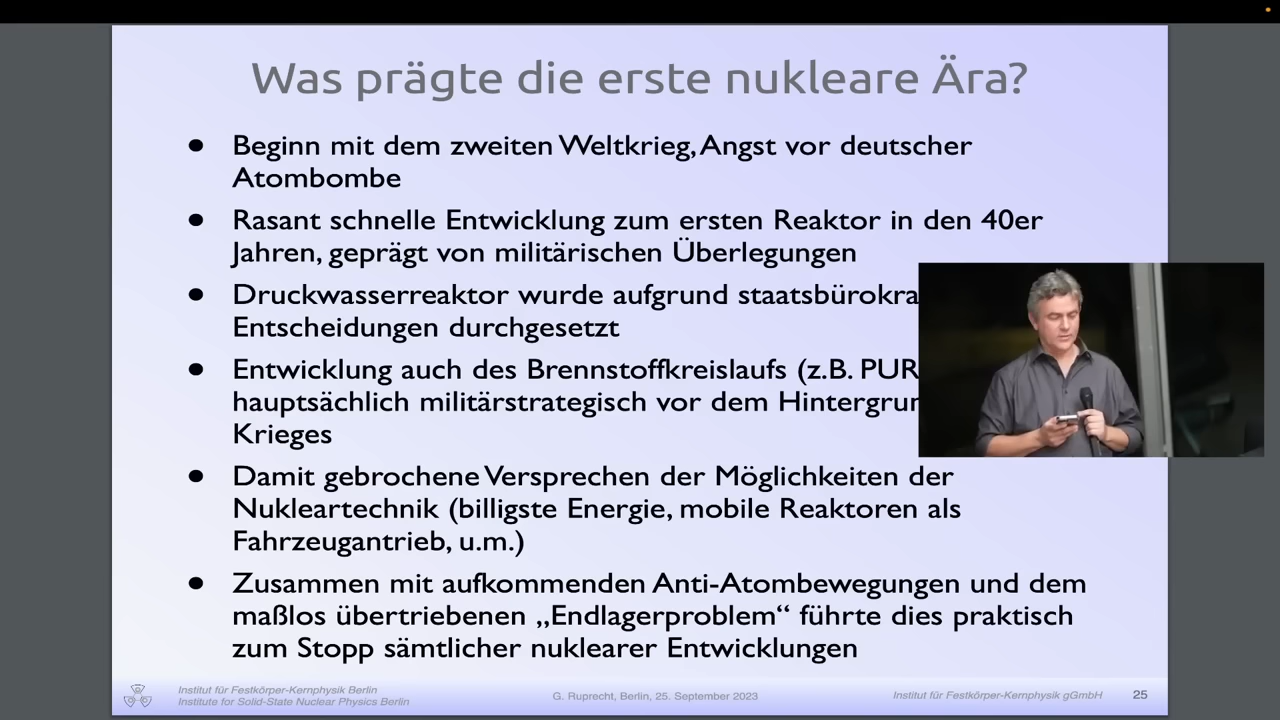 Was prägte die erste nukleare Ära?
Beginn mit dem zweiten Weltkrieg, Angst vor deutscher
Atombombe
Rasant schnelle Entwicklung zum ersten Reaktor in den 40er
Jahren, geprägt von militärischen Überlegungen
Druckwasserreaktor wurde aufgrund
Entscheidungen durchgesetzt
Entwicklung auch des Brennstoffkreislaufs (z.B.
hauptsächlich militärstrategisch vor dem
Krieges
Damit gebrochene Versprechen der Möglichkeiten der
Nukleartechnik (billigste Energie, mobile Reaktoren als
Fahrzeugantrieb, u.m.)
Zusammen mit aufkommenden Anti-Atombewegungen und dem
maßlos übertriebenen „Endlagerproblem“ führte dies praktisch
zum Stopp sämtlicher nuklearer Entwicklungen
Institut für Festkörper-Kernphysik Berlin
Institute for Solid-State Nuclear Physics Berlin
G. Ruprecht, Berlin, 25. September 2023
Institut für Festkörper-Kernphysik gGmbH
25